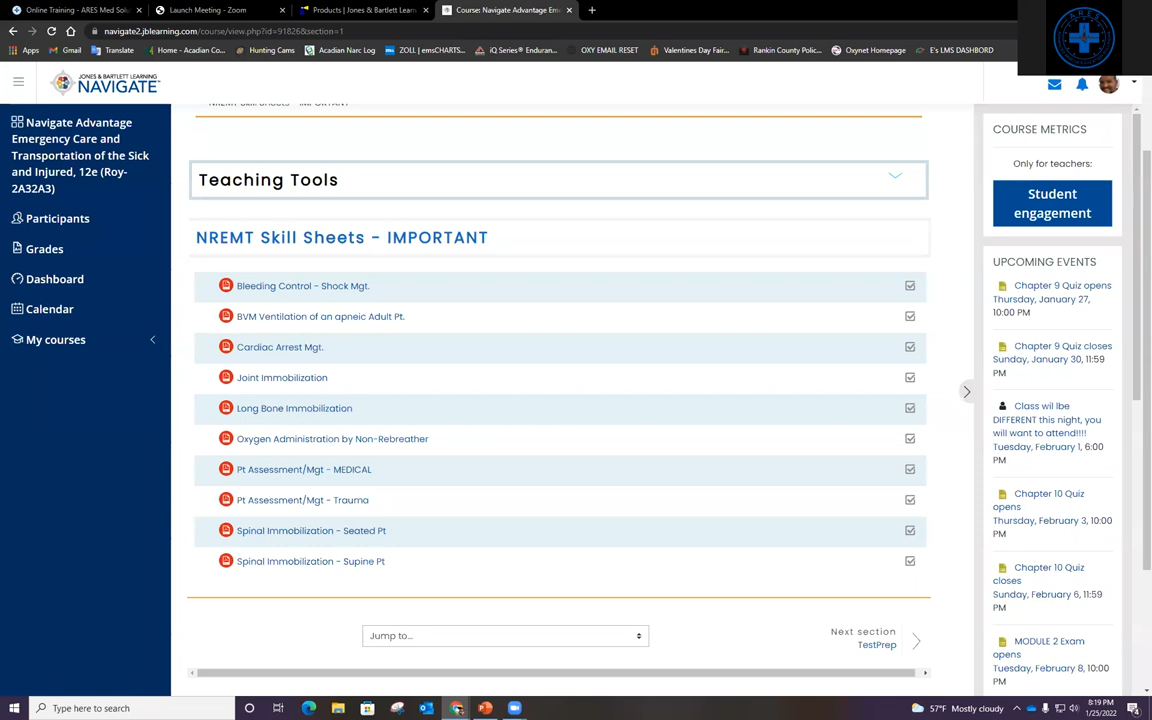 Online Training - ARES Med Solu
Launch Meeting - Zoom
Products | Jones & Bartlett Learn
Course: Navigate Advantage Eme
navigate2.jblearning.com/course/view.php?id=91826&section=1
Apps
Gmail
Translate
Home - Acadian Co...
Hunting Cams
Acadian Narc Log
ZOLL | emsCHARTS...
iQ Series® Enduran...
OXY EMAIL RESET
Valentines Day Fair...
Rankin County Polic...
Oxynet Homepage
E's LMS DASHBORD
ARES
JONES & BARTLETT LEARNING
NAVIGATE
Navigate Advantage
Emergency Care and
Transportation of the Sick
and Injured, 12e (Roy-
2A32A3)
Participants
Grades
Dashboard
Calendar
My courses
NREMT Skill Sheets - IMPORTANT
Teaching Tools
NREMT Skill Sheets - IMPORTANT
Bleeding Control - Shock Mgt.
BVM Ventilation of an apneic Adult Pt.
Cardiac Arrest Mgt.
Joint Immobilization
Long Bone Immobilization
Oxygen Administration by Non-Rebreather
Pt Assessment/Mgt - MEDICAL
Pt Assessment/Mgt - Trauma
Spinal Immobilization - Seated Pt
Spinal Immobilization - Supine Pt
Jump to...
Next section
TestPrep
COURSE METRICS
Only for teachers:
Student
engagement
UPCOMING EVENTS
Chapter 9 Quiz opens
Thursday, January 27,
10:00 PM
Chapter 9 Quiz closes
Sunday, January 30, 11:59
PM
Class wil lbe
DIFFERENT this night, you
will want to attend!!!!
Tuesday, February 1, 6:00
PM
Chapter 10 Quiz
opens
Thursday, February 3, 10:00
PM
Chapter 10 Quiz
closes
Sunday, February 6, 11:59
PM
MODULE 2 Exam
opens
Tuesday, February 8, 10:00
PM
Type here to search
57°F Mostly cloudy
8:19 PM
1/25/2022
4